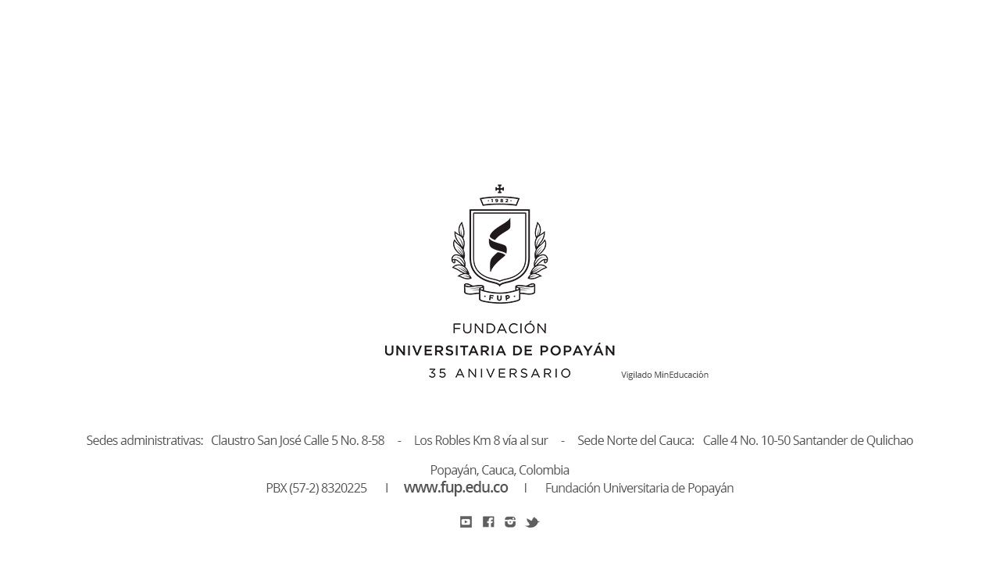 · 1982 ·
· FUP ·
FUNDACIÓN
UNIVERSITARIA DE POPAYÁN
35 ANIVERSARIO
Vigilado MinEducación
Sedes administrativas: Claustro San José Calle 5 No. 8-58 - Los Robles Km 8 vía al sur - Sede Norte del Cauca: Calle 4 No. 10-50 Santander de Qulichao
Popayán, Cauca, Colombia
PBX (57-2) 8320225 I www.fup.edu.co I Fundación Universitaria de Popayán